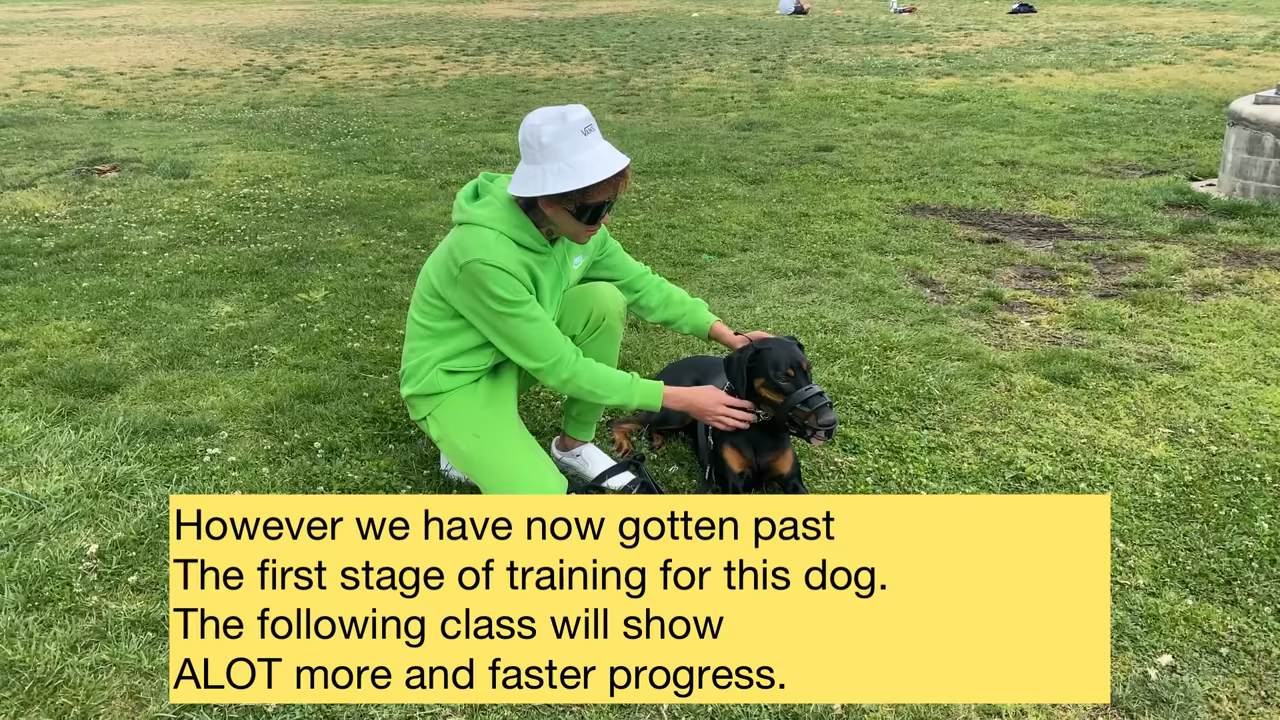 VANS
However we have now gotten past
The first stage of training for this dog.
The following class will show
ALOT more and faster progress.